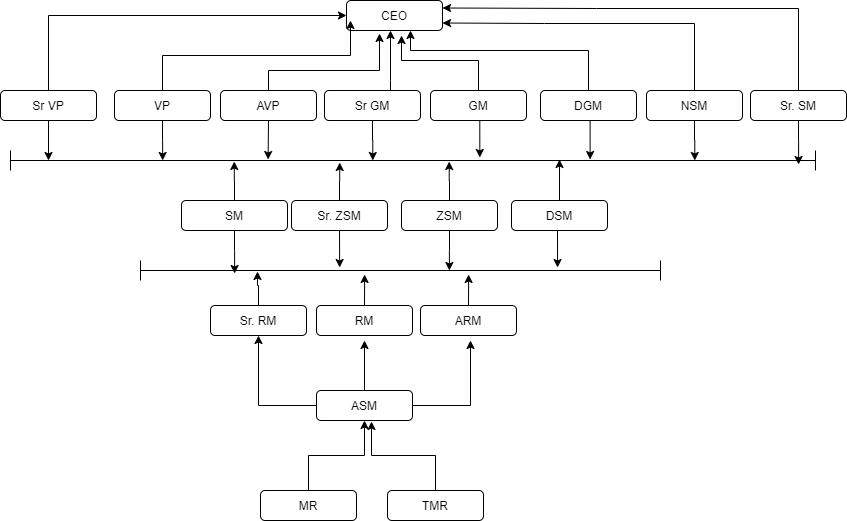 CEO
Sr VP
VP
AVP
Sr GM
GM
DGM
NSM
Sr. SM
SM
Sr. ZSM
ZSM
DSM
Sr. RM
RM
ARM
ASM
MR
TMR